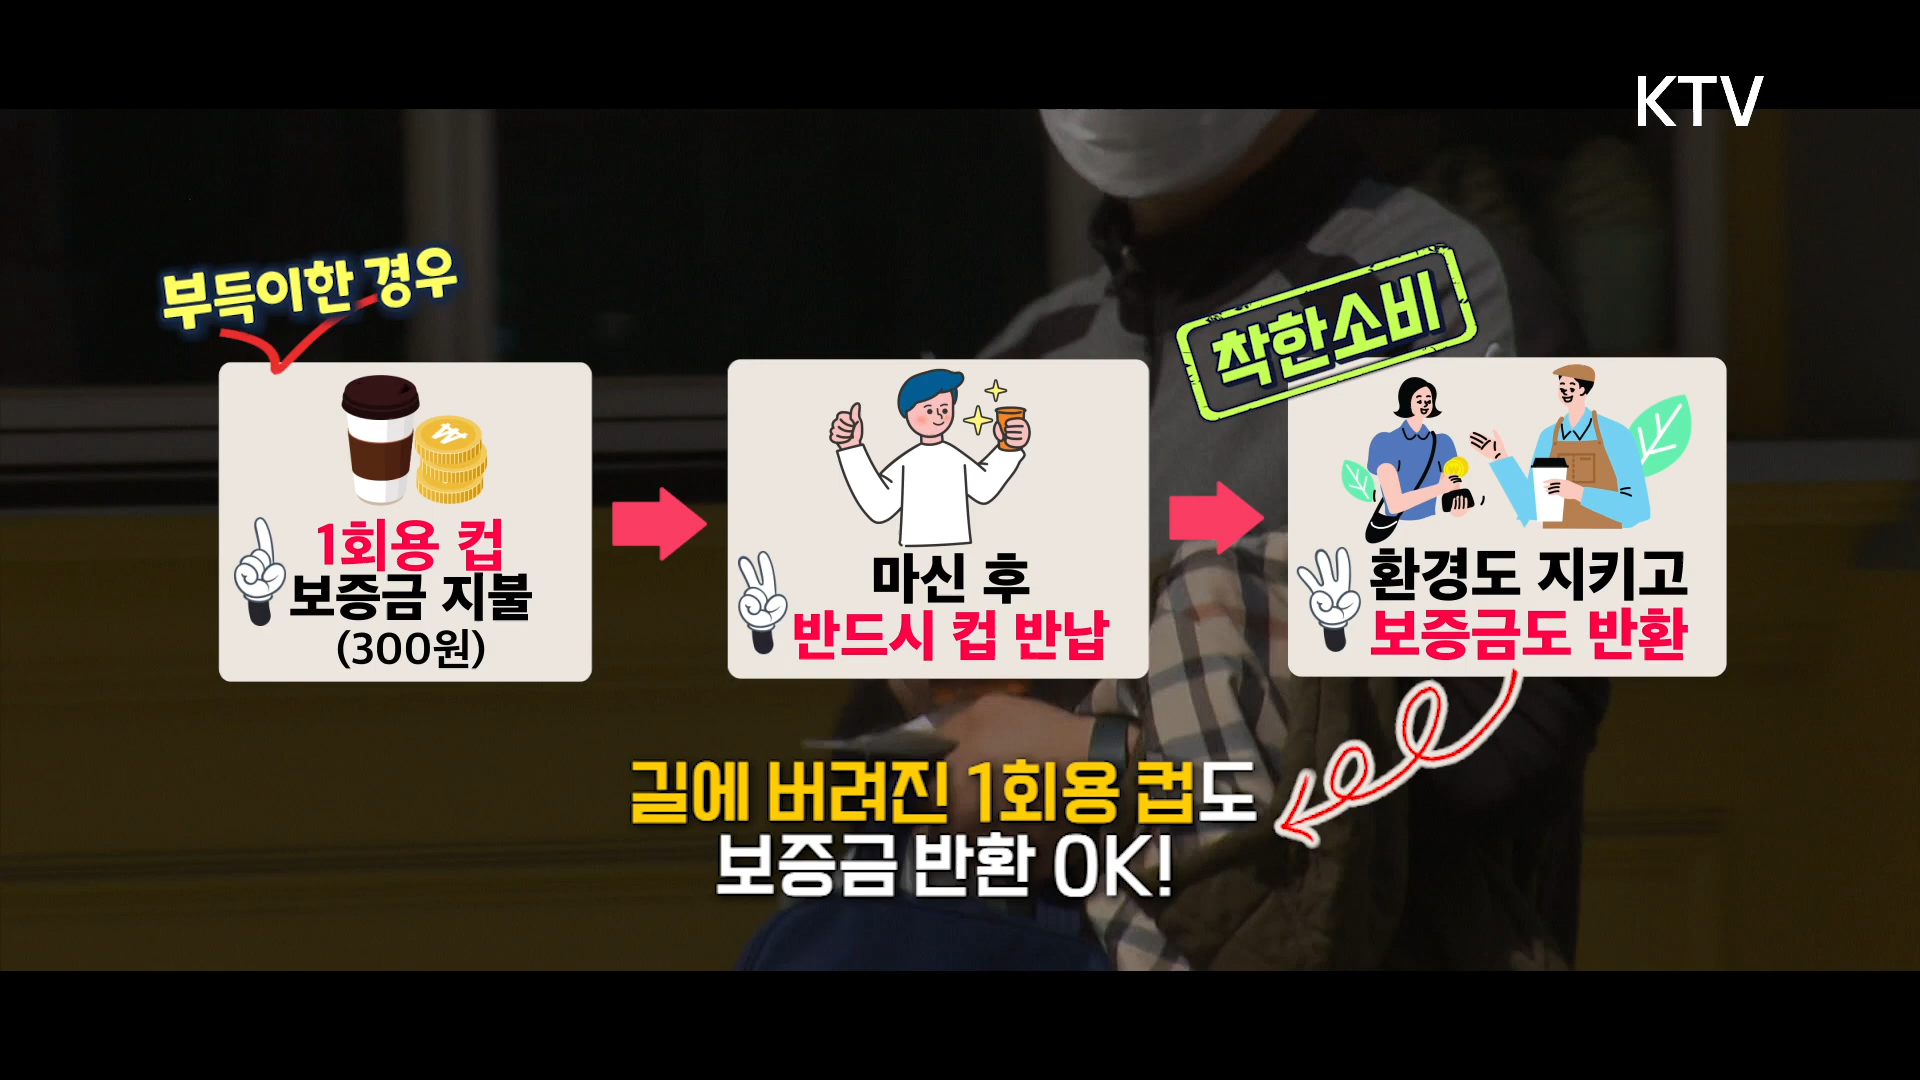 KTV
부득이한 경우
1회용 컵
보증금 지불
(300원)
마신 후
반드시 컵 반납
착한소비
환경도 지키고
보증금도 반환
길에 버려진 1회용 컵도
보증금 반환 OK!